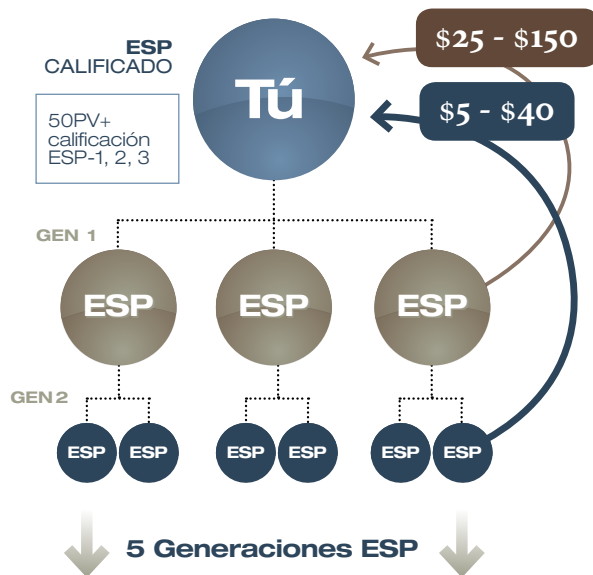 ESP
CALIFICADO
50PV+
calificación
ESP-1, 2, 3
Tú
$25 - $150
$5 - $40
GEN 1
ESP ESP ESP
GEN 2
ESP ESP ESP ESP ESP ESP
5 Generaciones ESP